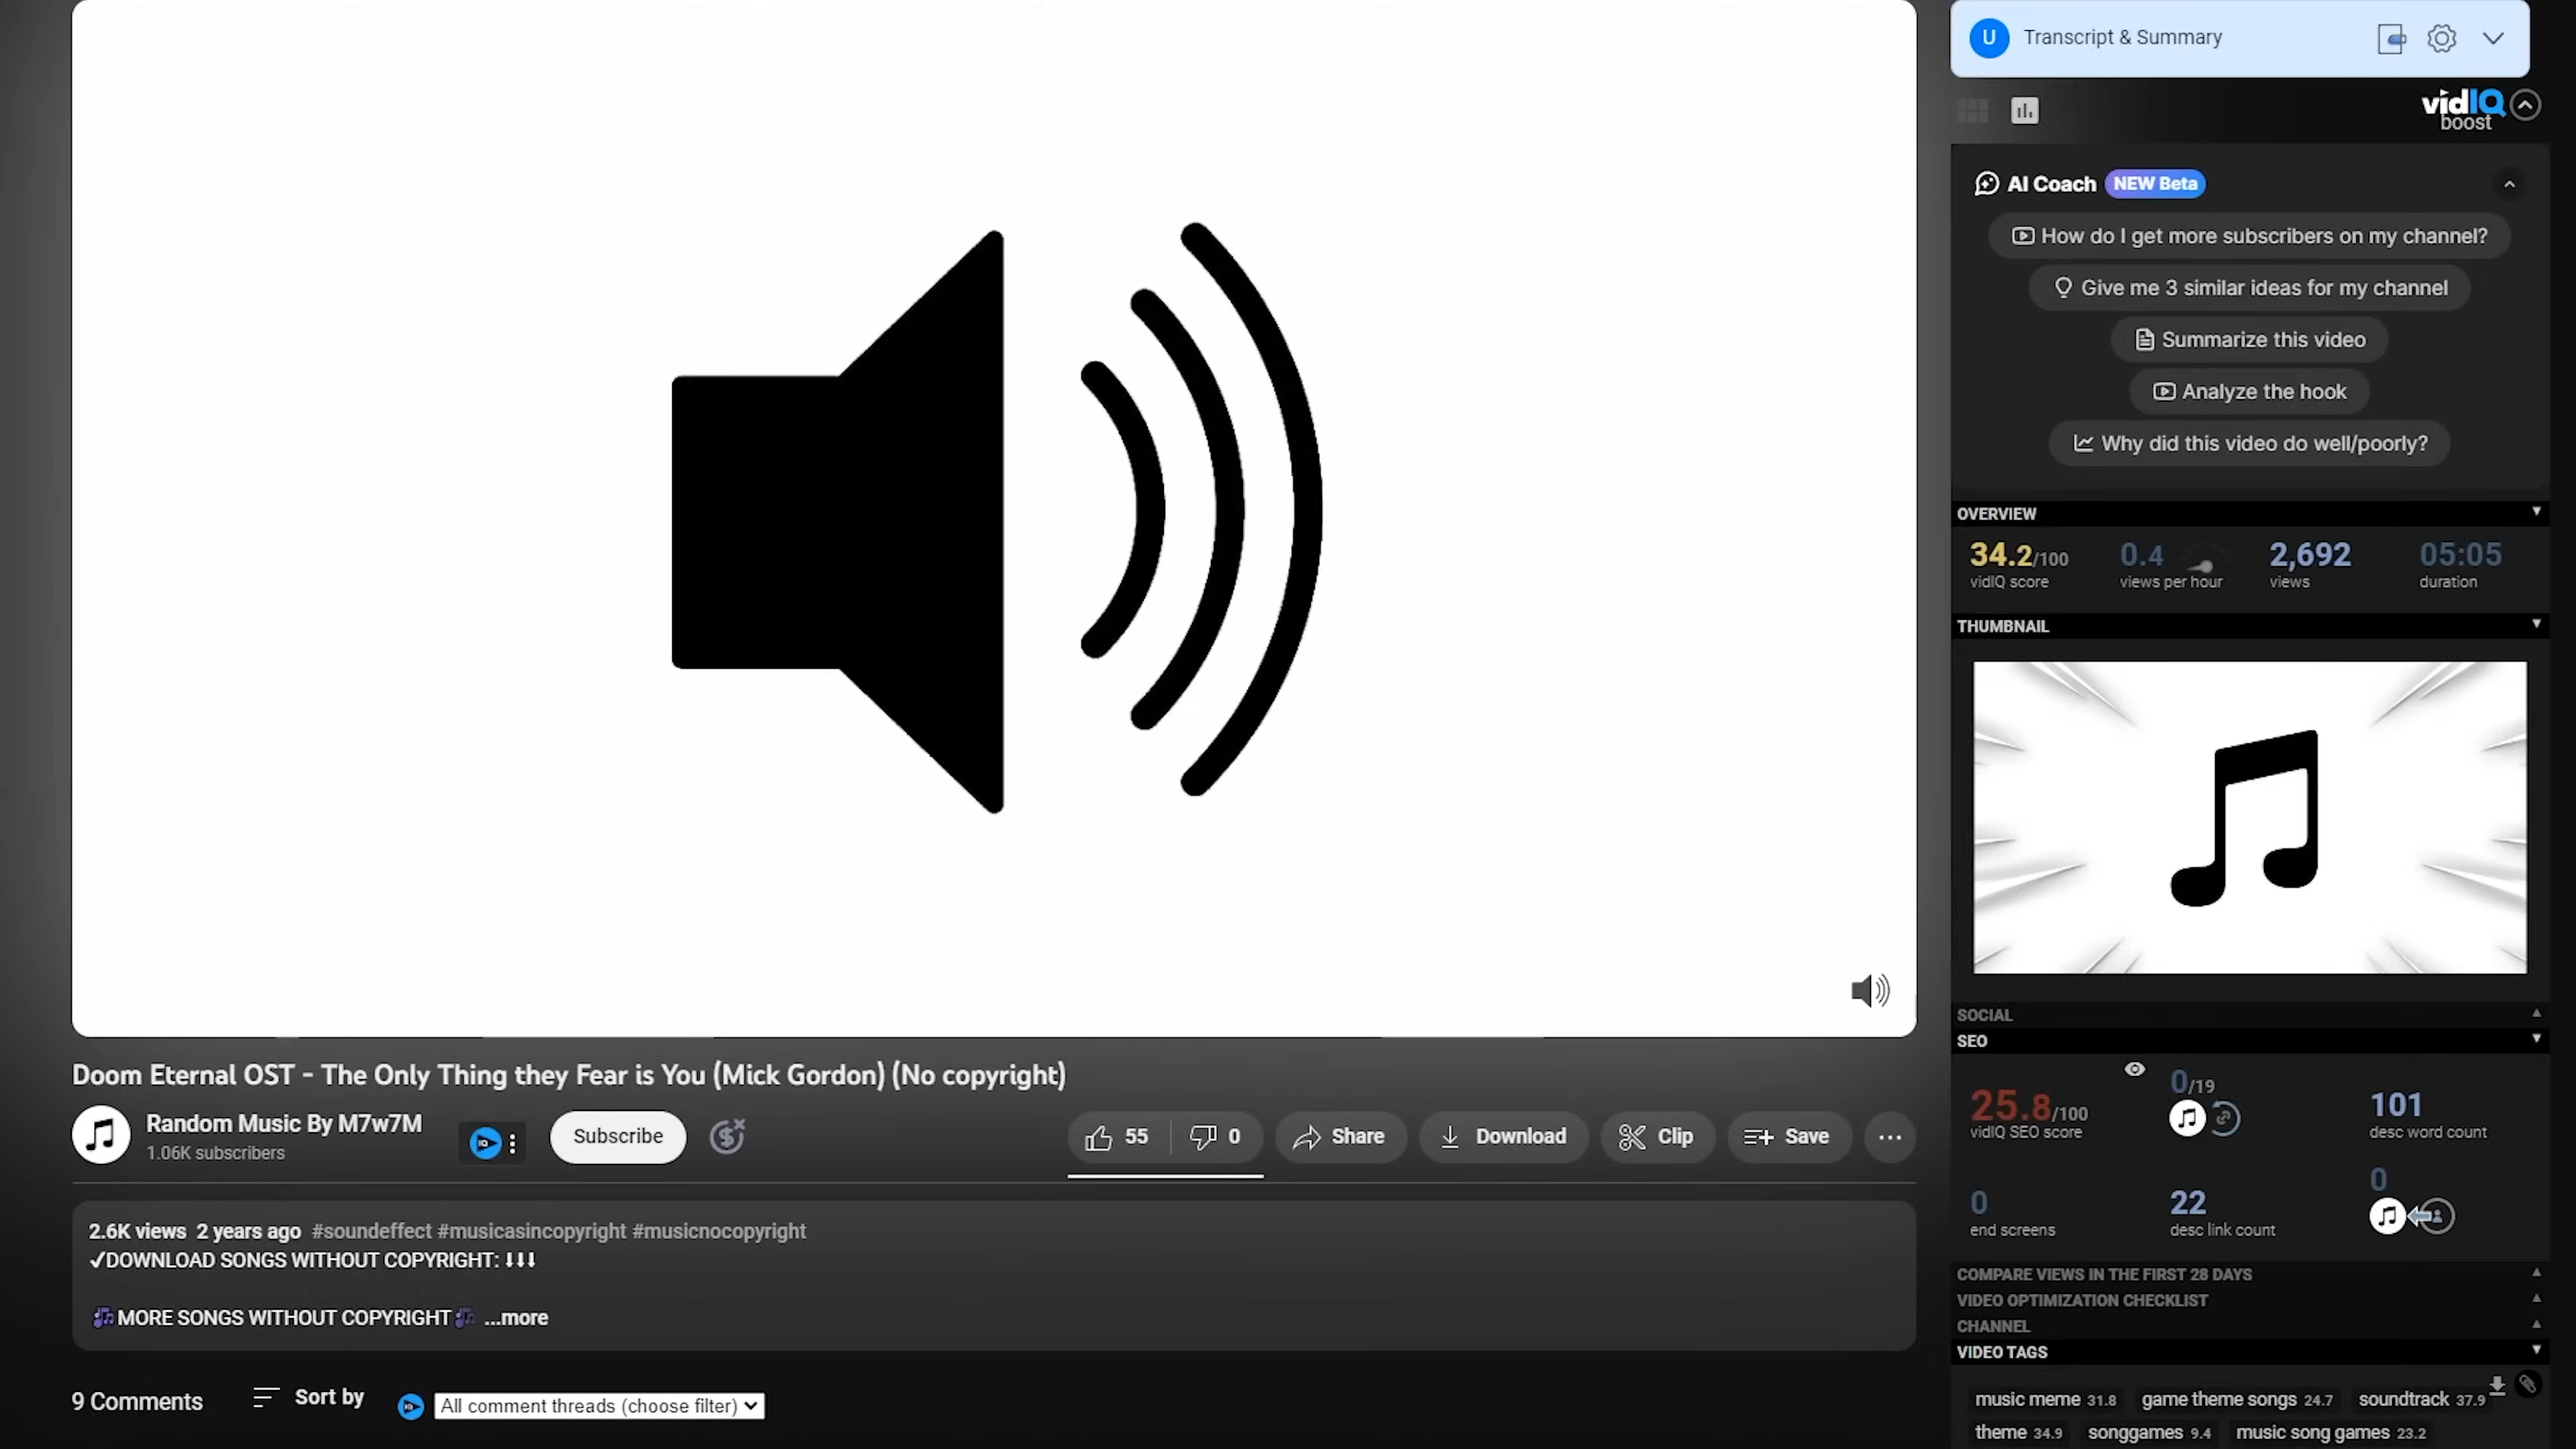 Doom Eternal OST - The Only Thing they Fear is You (Mick Gordon) (No copyright)
Random Music By M7w7M
1.06K subscribers
Subscribe
55
0
Share
Download
Clip
Save
2.6K views 2 years ago #soundeffect #musicasincopyright #musicnocopyright
✓DOWNLOAD SONGS WITHOUT COPYRIGHT: ⬇⬇⬇
🎶MORE SONGS WITHOUT COPYRIGHT🎶 ...more
9 Comments
Sort by
All comment threads (choose filter)
U Transcript & Summary
vidIQ
boost
AI Coach NEW Beta
How do I get more subscribers on my channel?
Give me 3 similar ideas for my channel
Summarize this video
Analyze the hook
Why did this video do well/poorly?
OVERVIEW
34.2/100 0.4 2,692 05:05
vidIQ score views per hour views duration
THUMBNAIL
SOCIAL
SEO
25.8/100 0/19 101
vidIQ SEO score desc word count
0 22 0
end screens desc link count
COMPARE VIEWS IN THE FIRST 28 DAYS
VIDEO OPTIMIZATION CHECKLIST
CHANNEL
VIDEO TAGS
music meme 31.8 game theme songs 24.7 soundtrack 37.9
theme 34.9 songgames 9.4 music song games 23.2